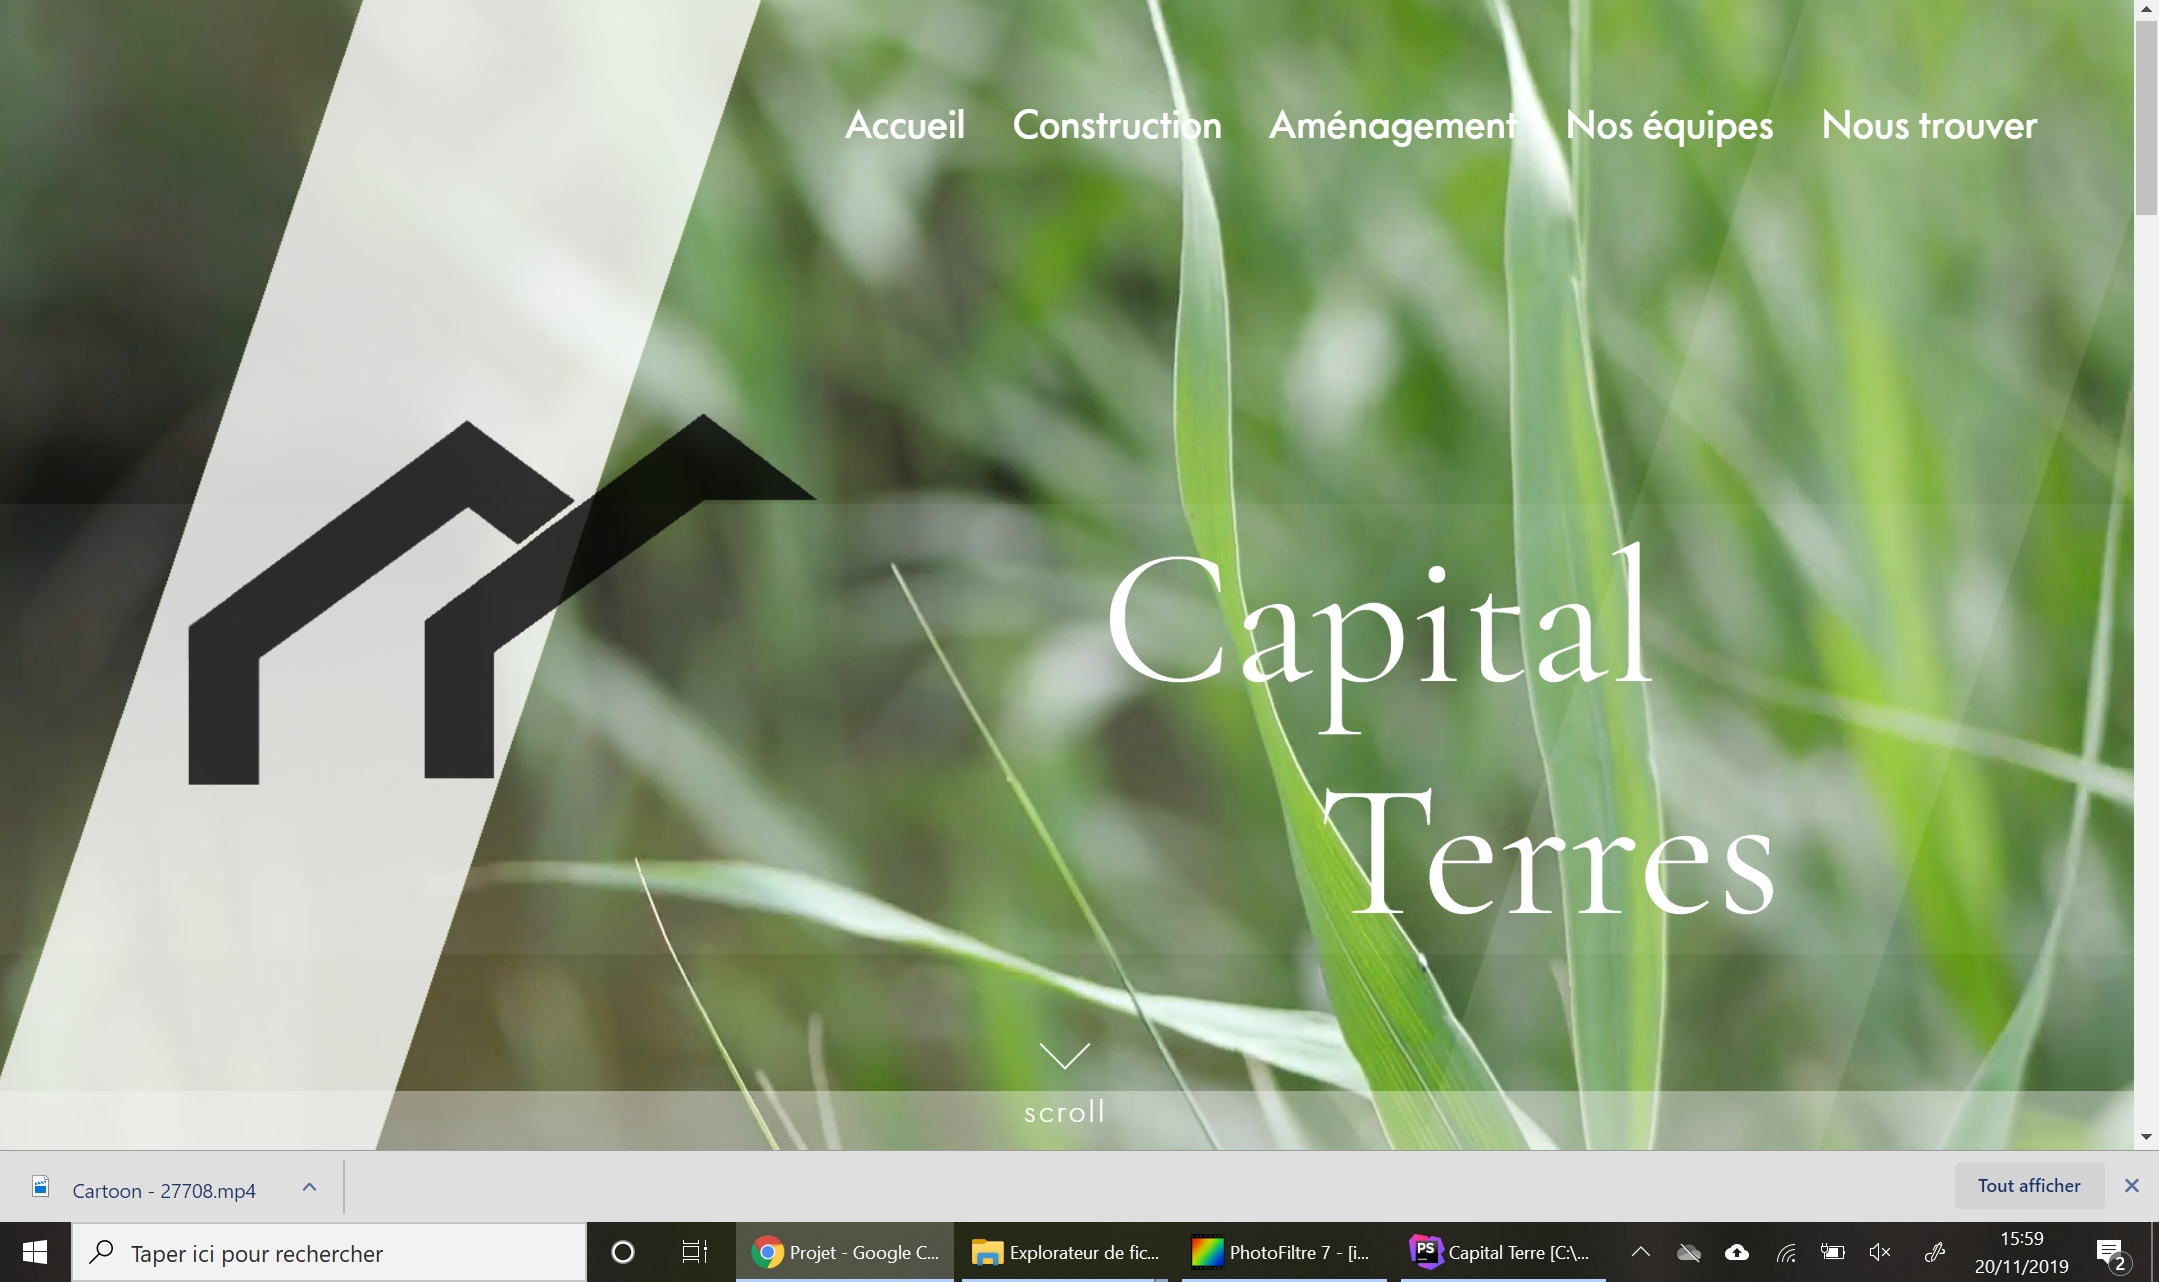 Accueil Construction Aménagement Nos équipes Nous trouver
Capital
Terres
scroll
Cartoon - 27708.mp4
Tout afficher
Taper ici pour rechercher
Projet - Google C...
Explorateur de fic...
PhotoFiltre 7 - [i...
PS
Capital Terre [C:\...
15:59
20/11/2019
2